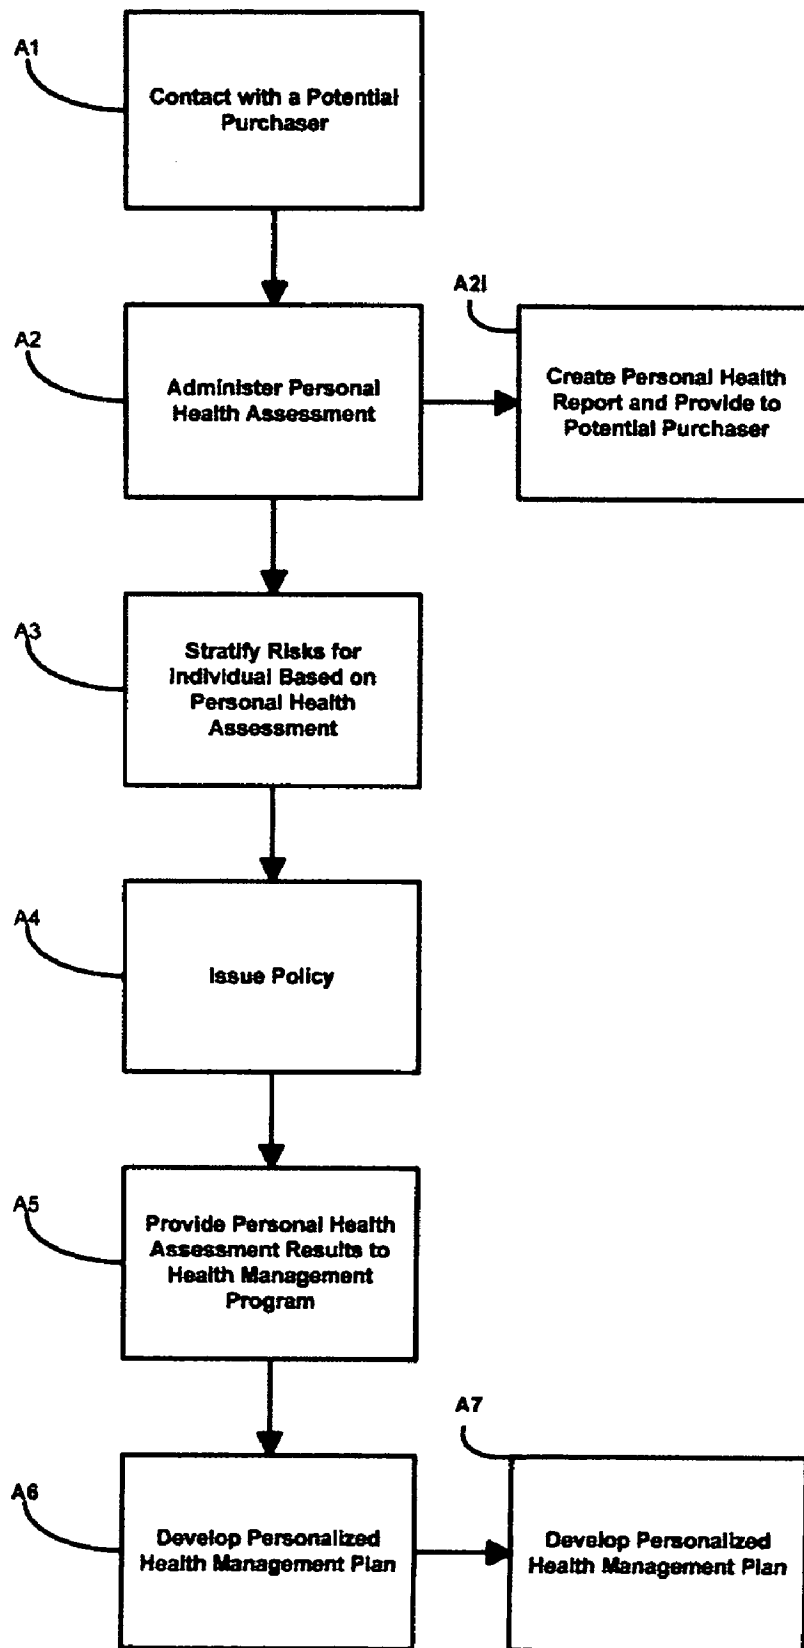 A1
Contact with a Potential
Purchaser
A2
Administer Personal
Health Assessment
A2i
Create Personal Health
Report and Provide to
Potential Purchaser
A3
Stratify Risks for
Individual Based on
Personal Health
Assessment
A4
Issue Policy
A5
Provide Personal Health
Assessment Results to
Health Management
Program
A6
Develop Personalized
Health Management Plan
A7
Develop Personalized
Health Management Plan